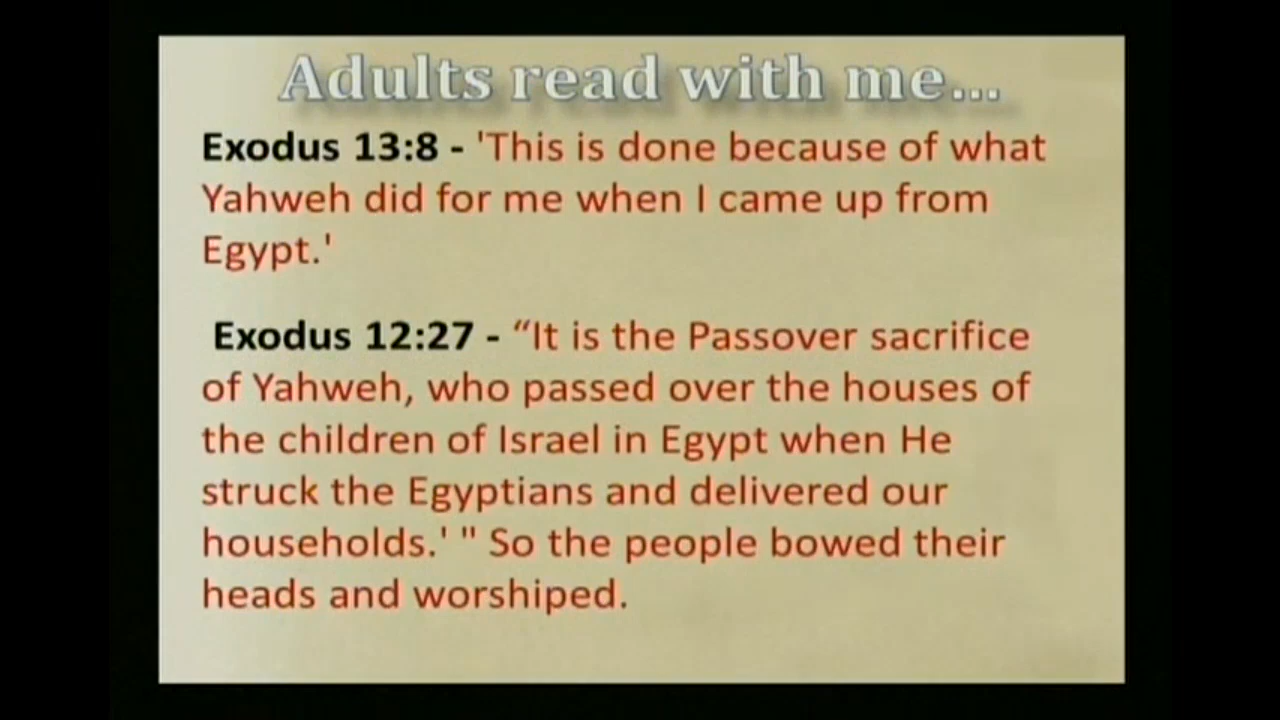 Adults read with me...
Exodus 13:8 - 'This is done because of what
Yahweh did for me when I came up from
Egypt.'
Exodus 12:27 - “It is the Passover sacrifice
of Yahweh, who passed over the houses of
the children of Israel in Egypt when He
struck the Egyptians and delivered our
households.' " So the people bowed their
heads and worshiped.